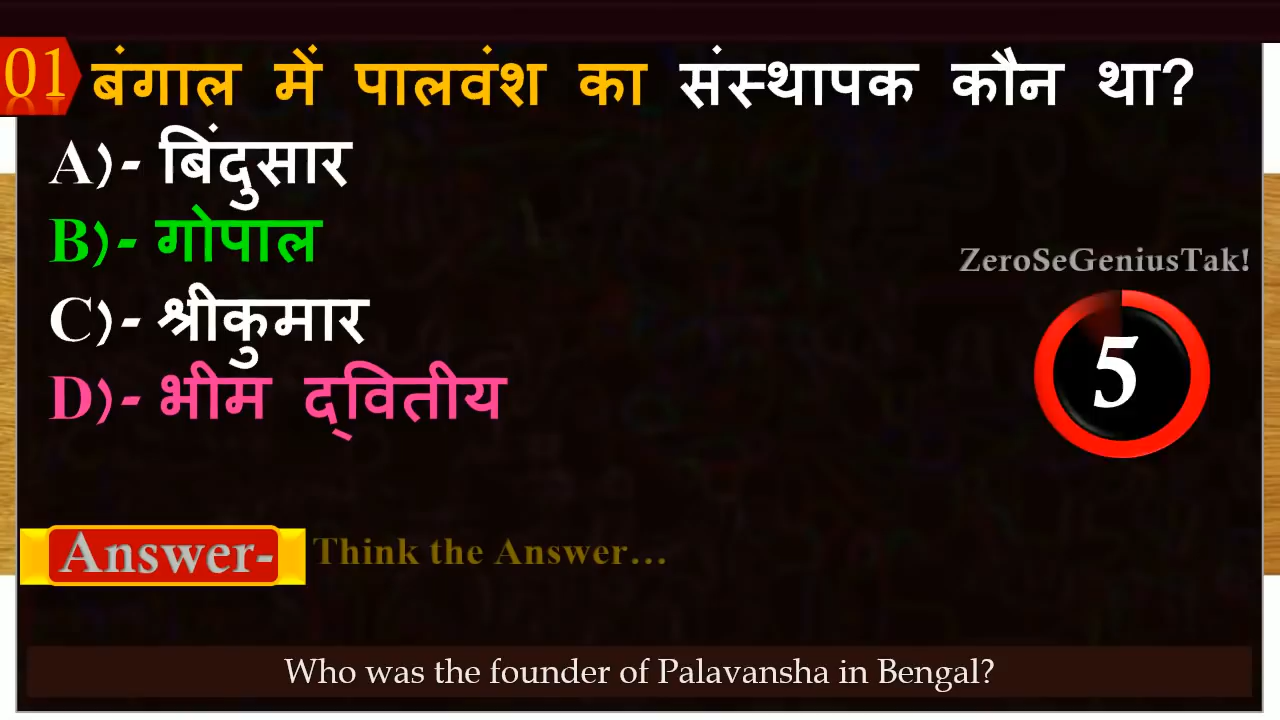 01 बंगाल में पालवंश का संस्थापक कौन था?
A)- बिंदुसार
B)- गोपाल
C)- श्रीकुमार
D)- भीम द्वितीय
ZeroSeGeniusTak!
5
Answer- Think the Answer...
Who was the founder of Palavansha in Bengal?